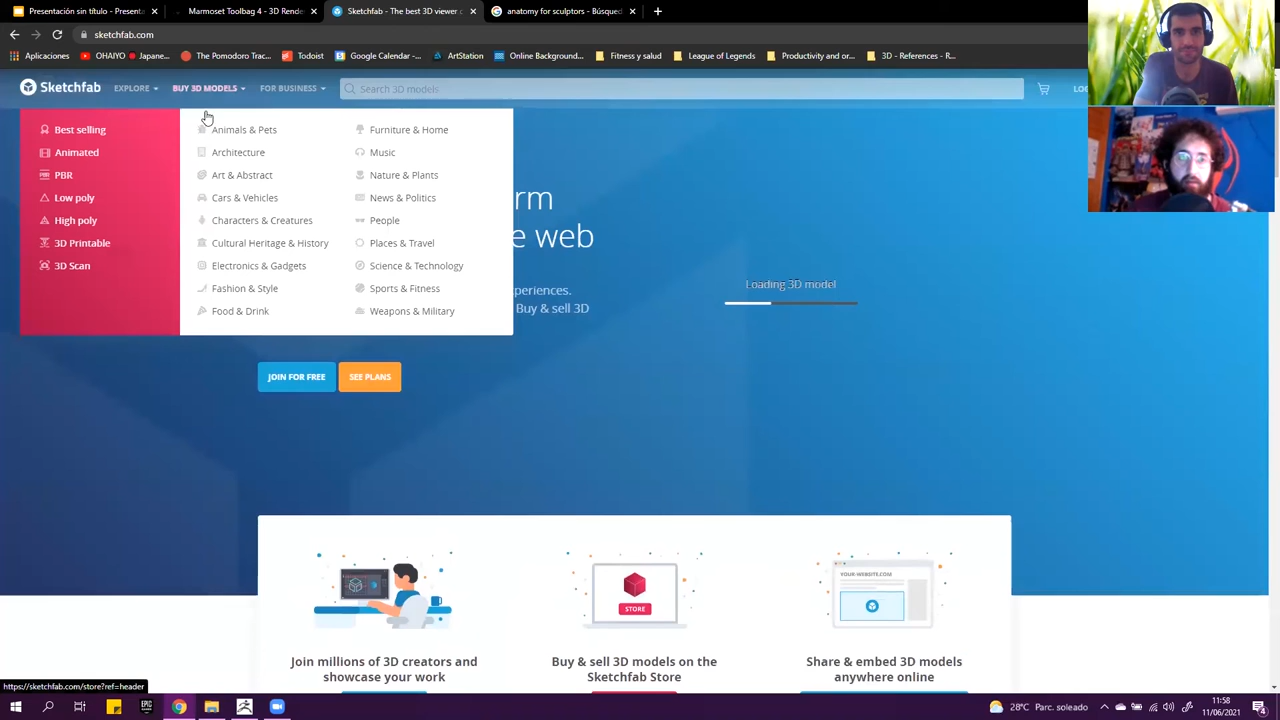 Presentación sin título - Presenta
Marmoset Toolbag 4 - 3D Render
Sketchfab - The best 3D viewer o
anatomy for sculptors - Búsqued
sketchfab.com
Aplicaciones
OHAIYO Japane...
The Pomodoro Trac...
Todoist
Google Calendar -...
ArtStation
Online Background...
Fitness y salud
League of Legends
Productivity and or...
3D - References - R...
Sketchfab
EXPLORE
BUY 3D MODELS
FOR BUSINESS
Search 3D models
Best selling
Animated
PBR
Low poly
High poly
3D Printable
3D Scan
Animals & Pets
Architecture
Art & Abstract
Cars & Vehicles
Characters & Creatures
Cultural Heritage & History
Electronics & Gadgets
Fashion & Style
Food & Drink
Furniture & Home
Music
Nature & Plants
News & Politics
People
Places & Travel
Science & Technology
Sports & Fitness
Weapons & Military
rm
e web
periences.
Buy & sell 3D
Loading 3D model
JOIN FOR FREE
SEE PLANS
STORE
YOUR-WEBSITE.COM
Join millions of 3D creators and
showcase your work
Buy & sell 3D models on the
Sketchfab Store
Share & embed 3D models
anywhere online
https://sketchfab.com/store?ref=header
28°C Parc. soleado
11:58
11/06/2021
4